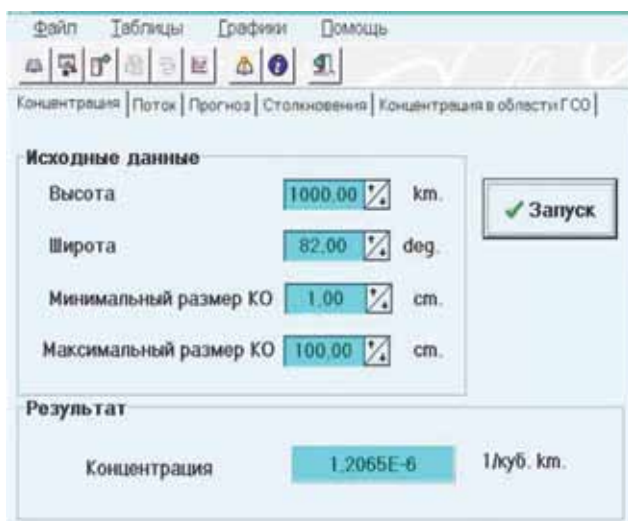 Файл Таблицы Графики Помощь
Концентрация Поток Прогноз Столкновения Концентрация в области ГСО
Исходные данные
Высота 1000,00 km.
Запуск
Широта 82,00 deg.
Минимальный размер КО 1,00 cm.
Максимальный размер КО 100,00 cm.
Результат
Концентрация 1,2065E-6 1/куб. km.